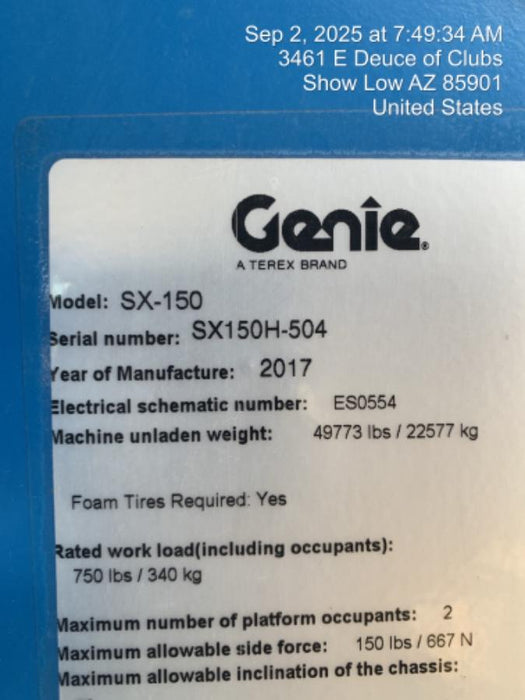 Sep 2, 2025 at 7:49:34 AM
3461 E Deuce of Clubs
Show Low AZ 85901
United States
Genie®
A TEREX BRAND
Model: SX-150
Serial number: SX150H-504
Year of Manufacture: 2017
Electrical schematic number: ES0554
Machine unladen weight: 49773 lbs / 22577 kg
Foam Tires Required: Yes
Rated work load(including occupants):
750 lbs / 340 kg
Maximum number of platform occupants: 2
Maximum allowable side force: 150 lbs / 667 N
Maximum allowable inclination of the chassis: